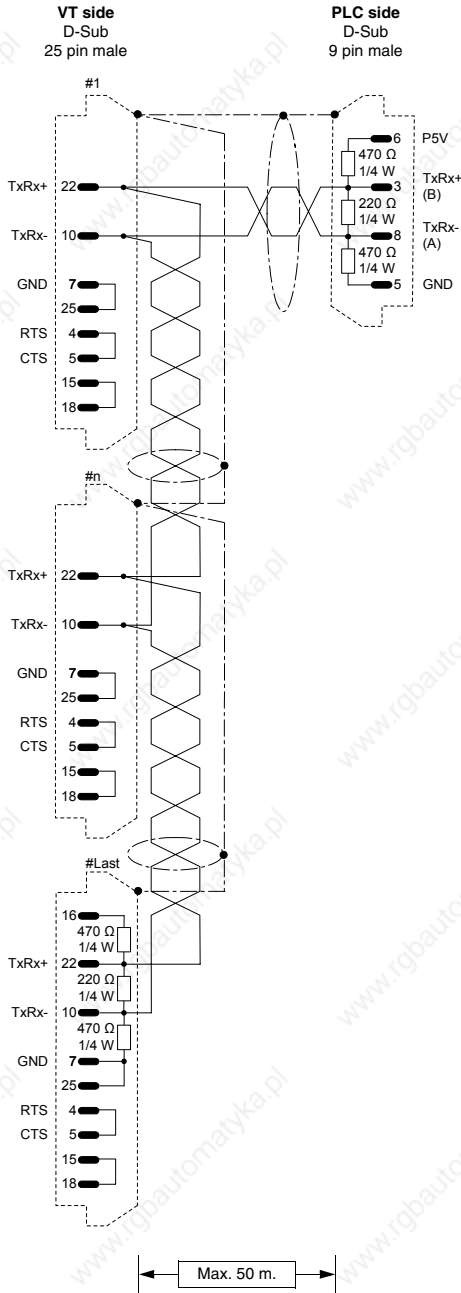 VT side
D-Sub
25 pin male
PLC side
D-Sub
9 pin male
#1
6 P5V
470 Ω
1/4 W
TxRx+ 22
3 TxRx+
(B)
220 Ω
1/4 W
TxRx- 10
8 TxRx-
(A)
470 Ω
1/4 W
GND 7
5 GND
25
RTS 4
CTS 5
15
18
#n
TxRx+ 22
TxRx- 10
GND 7
25
RTS 4
CTS 5
15
18
#Last
16
470 Ω
1/4 W
TxRx+ 22
220 Ω
1/4 W
TxRx- 10
470 Ω
1/4 W
GND 7
25
RTS 4
CTS 5
15
18
Max. 50 m.
www.rgbautomatyka.pl